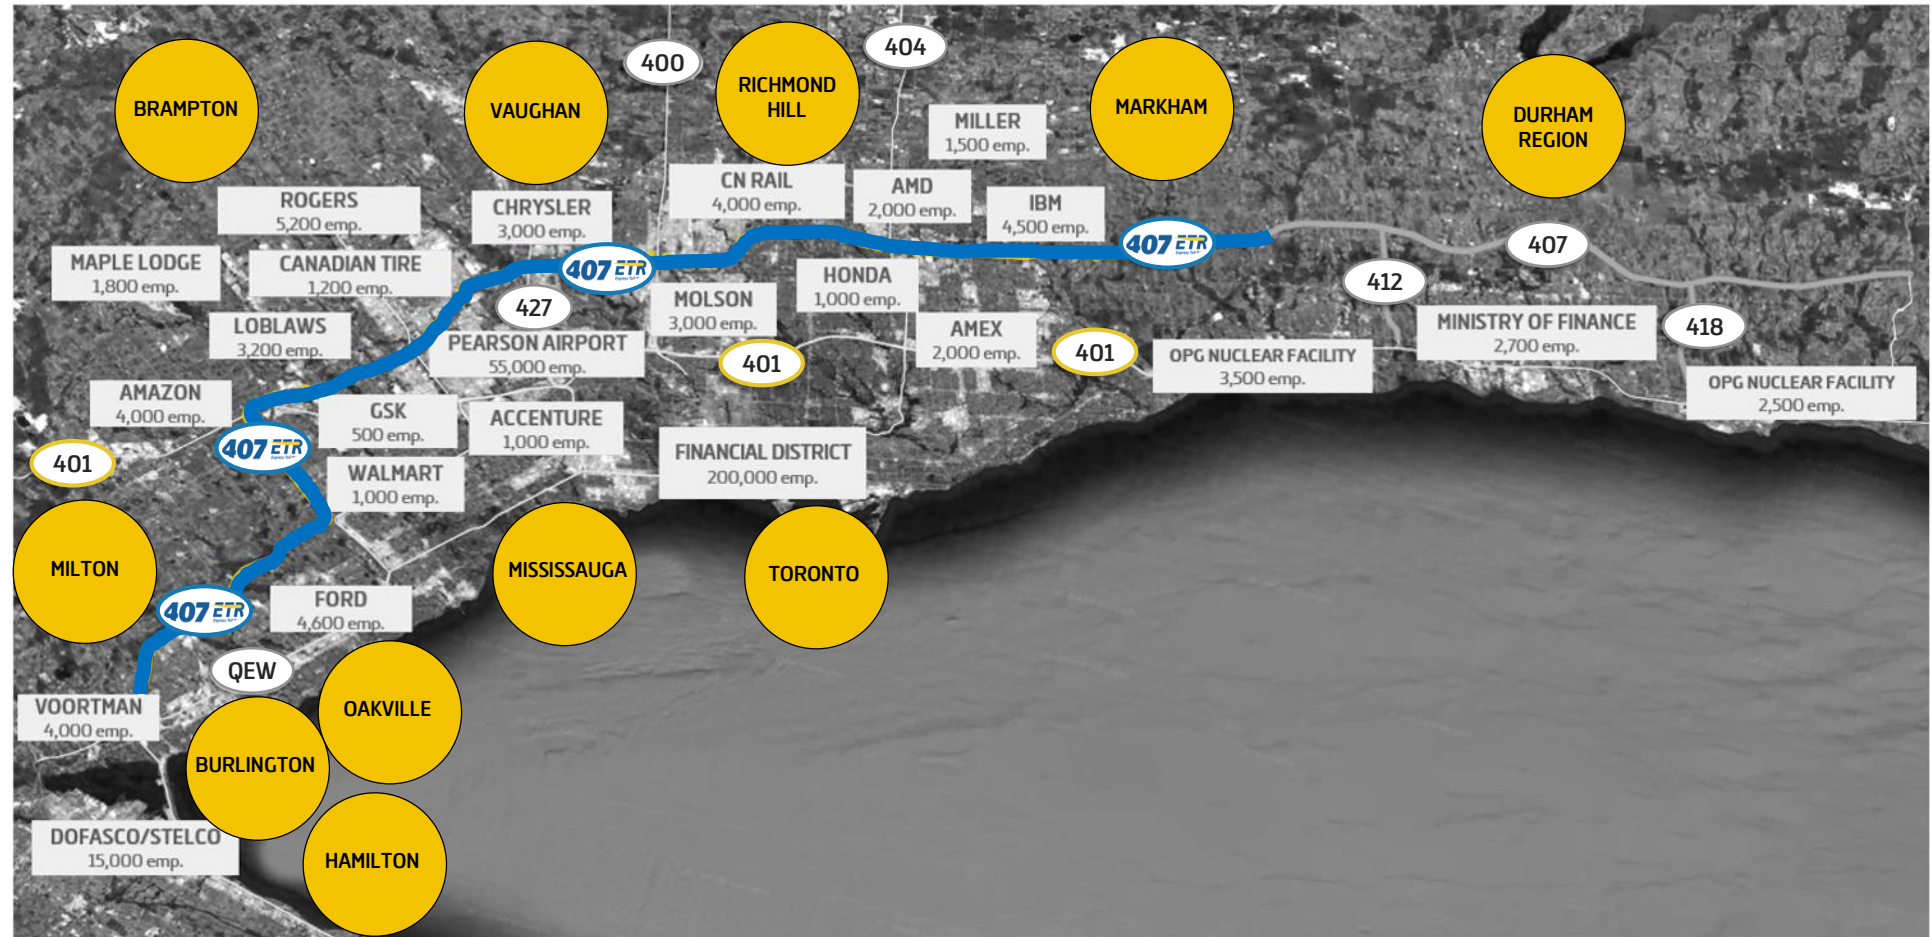 BRAMPTON
VAUGHAN
400
RICHMOND
HILL
404
MARKHAM
DURHAM
REGION
MILLER
1,500 emp.
ROGERS
5,200 emp.
CHRYSLER
3,000 emp.
CN RAIL
4,000 emp.
AMD
2,000 emp.
IBM
4,500 emp.
MAPLE LODGE
1,800 emp.
CANADIAN TIRE
1,200 emp.
407 ETR
407 ETR
407
427
MOLSON
3,000 emp.
HONDA
1,000 emp.
412
LOBLAWS
3,200 emp.
PEARSON AIRPORT
55,000 emp.
401
AMEX
2,000 emp.
401
OPG NUCLEAR FACILITY
3,500 emp.
MINISTRY OF FINANCE
2,700 emp.
418
OPG NUCLEAR FACILITY
2,500 emp.
AMAZON
4,000 emp.
GSK
500 emp.
ACCENTURE
1,000 emp.
401
407 ETR
WALMART
1,000 emp.
FINANCIAL DISTRICT
200,000 emp.
MILTON
MISSISSAUGA
TORONTO
407 ETR
FORD
4,600 emp.
QEW
VOORTMAN
4,000 emp.
OAKVILLE
BURLINGTON
DOFASCO/STELCO
15,000 emp.
HAMILTON